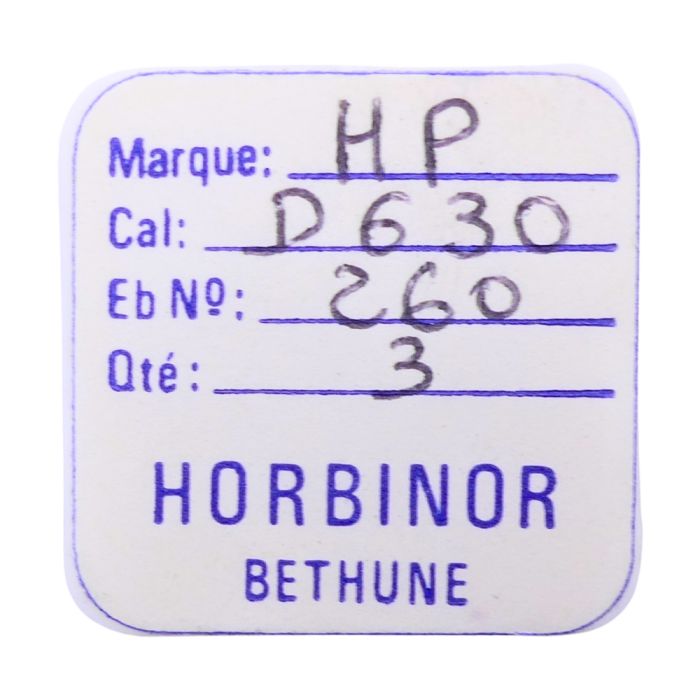 Marque: HP
Cal: D630
Eb Nº: 260
Qté: 3
HORBINOR
BETHUNE